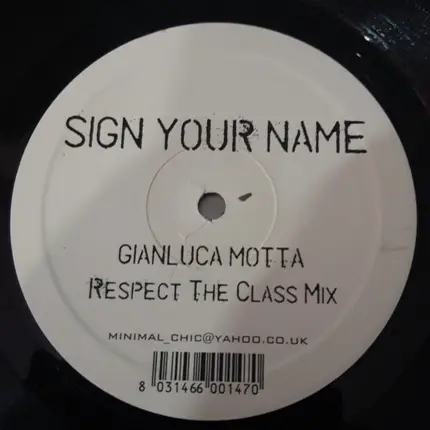 SIGN YOUR NAME
GIANLUCA MOTTA
RESPECT THE CLASS MIX
MINIMAL_CHIC@YAHOO.CO.UK
8 031466 001470